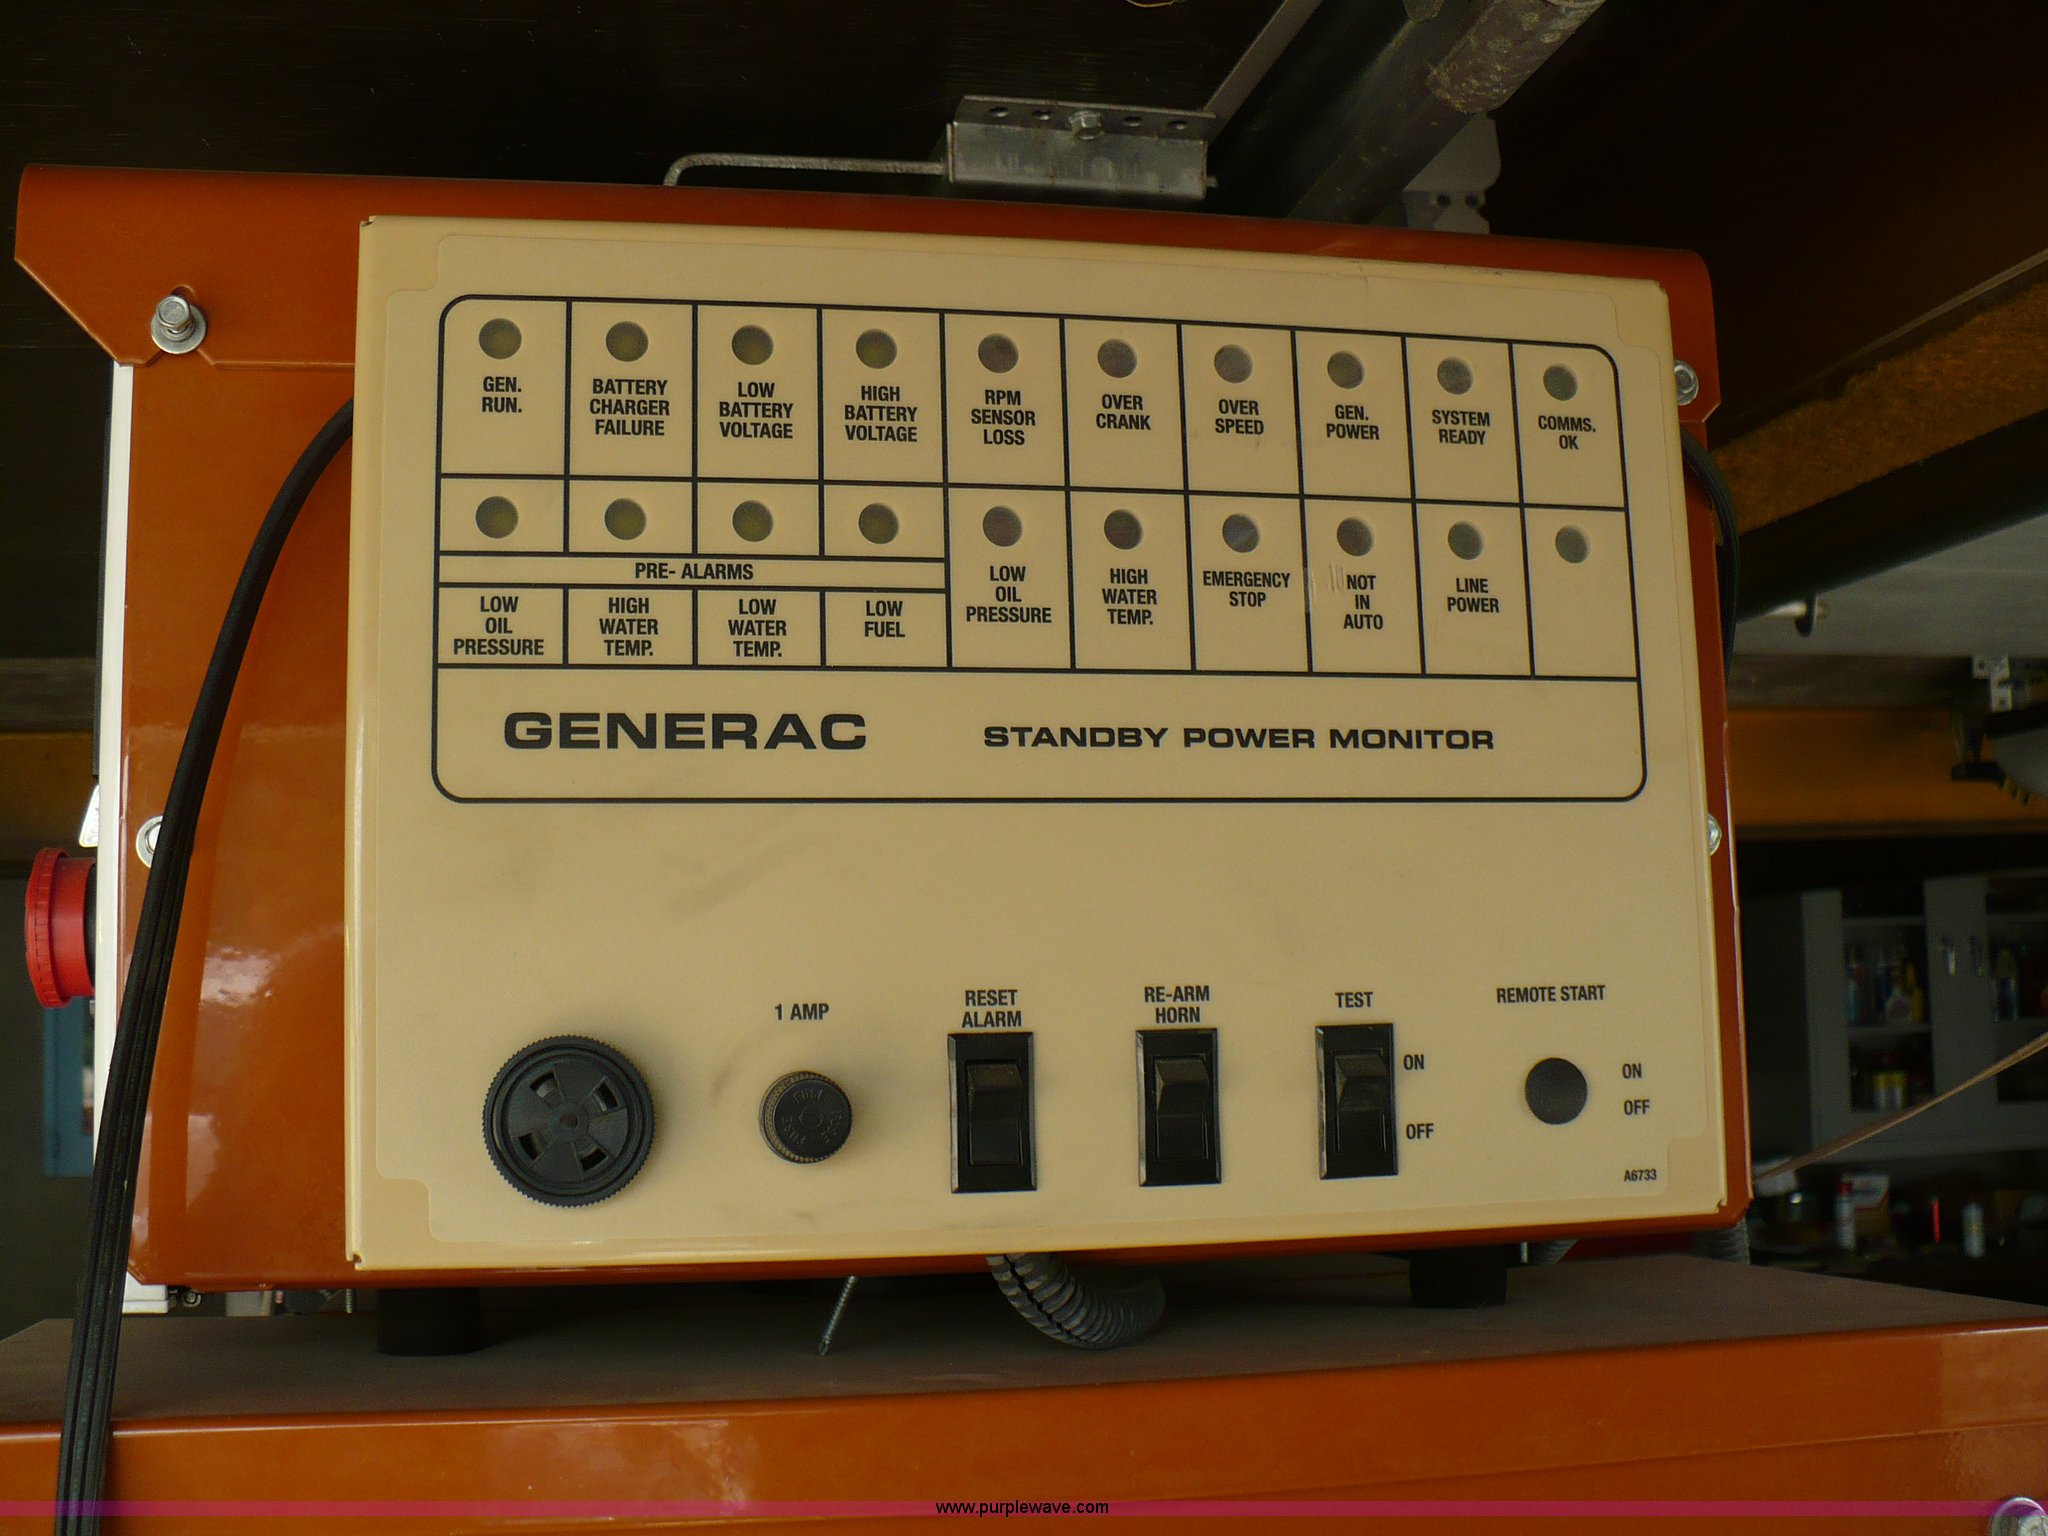 GEN.
RUN.
BATTERY
CHARGER
FAILURE
LOW
BATTERY
VOLTAGE
HIGH
BATTERY
VOLTAGE
RPM
SENSOR
LOSS
OVER
CRANK
OVER
SPEED
GEN.
POWER
SYSTEM
READY
COMMS.
OK
PRE- ALARMS
LOW
OIL
PRESSURE
HIGH
WATER
TEMP.
LOW
WATER
TEMP.
LOW
FUEL
LOW
OIL
PRESSURE
HIGH
WATER
TEMP.
EMERGENCY
STOP
NOT
IN
AUTO
LINE
POWER
GENERAC
STANDBY POWER MONITOR
1 AMP
RESET
ALARM
RE-ARM
HORN
TEST
ON
OFF
REMOTE START
ON
OFF
A6733
www.purplewave.com